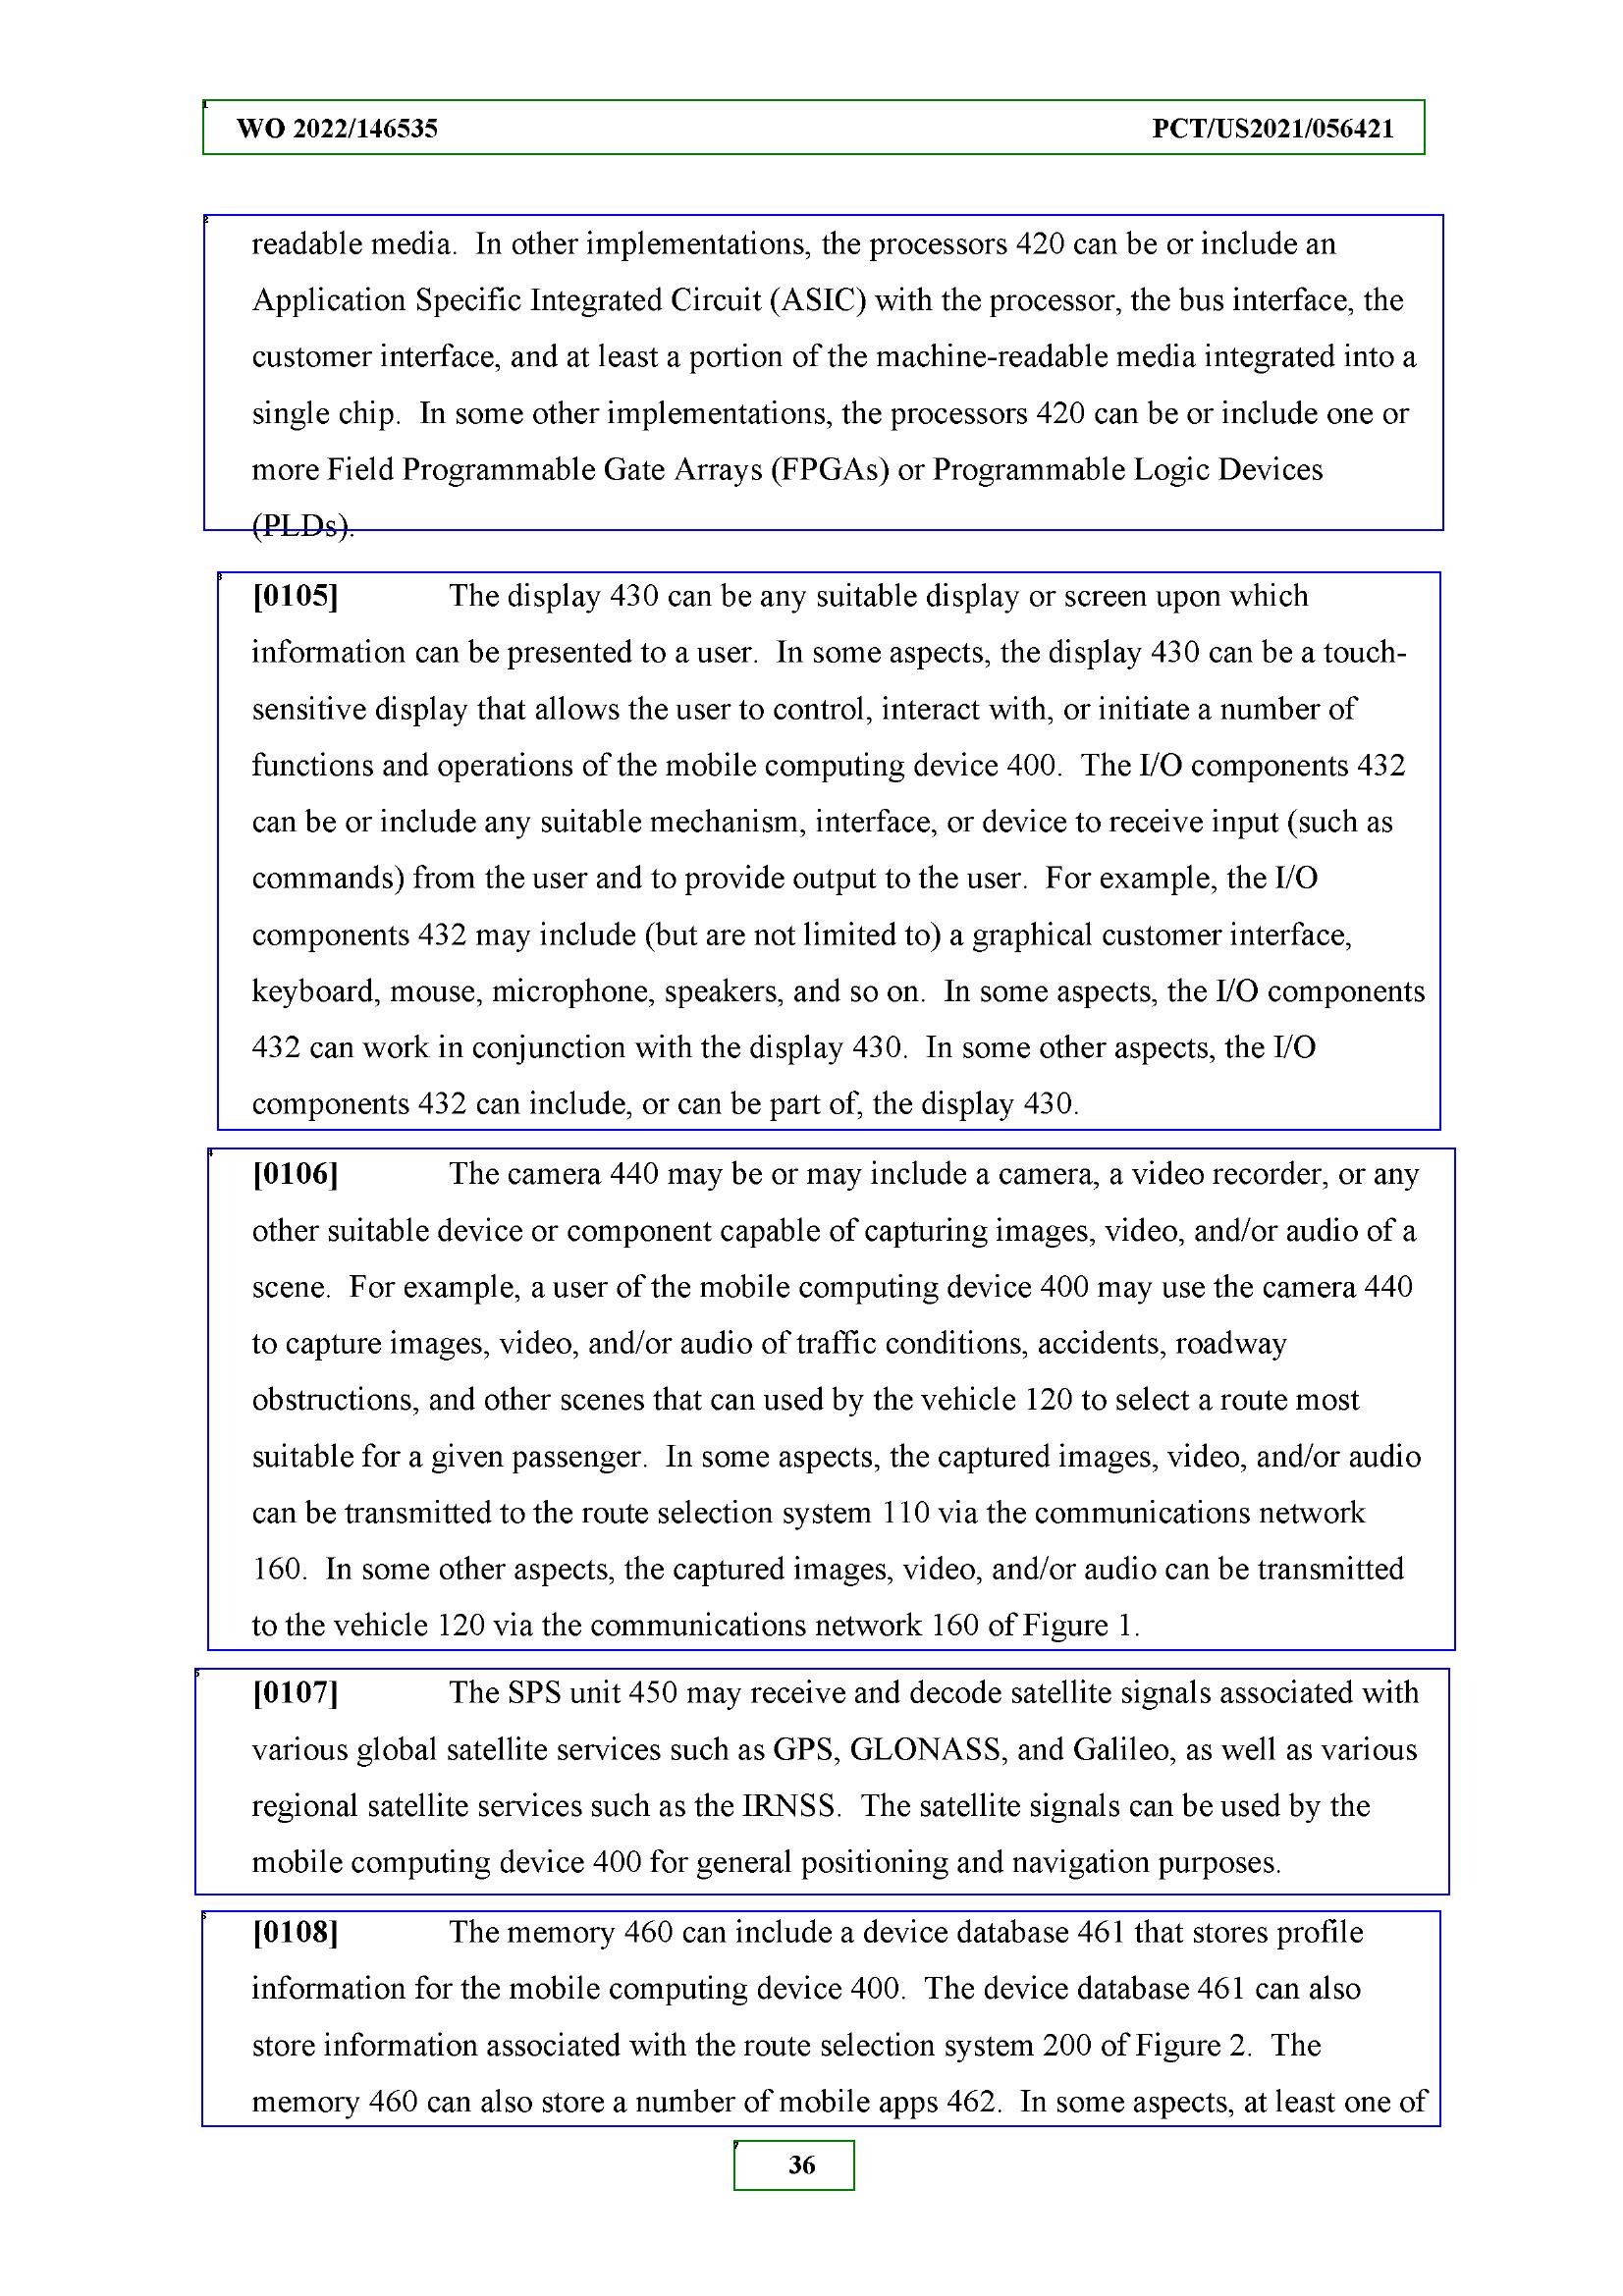 WO 2022/146535 PCT/US2021/056421
readable media. In other implementations, the processors 420 can be or include an
Application Specific Integrated Circuit (ASIC) with the processor, the bus interface, the
customer interface, and at least a portion of the machine-readable media integrated into a
single chip. In some other implementations, the processors 420 can be or include one or
more Field Programmable Gate Arrays (FPGAs) or Programmable Logic Devices
(PLDs).
[0105] The display 430 can be any suitable display or screen upon which
information can be presented to a user. In some aspects, the display 430 can be a touch-
sensitive display that allows the user to control, interact with, or initiate a number of
functions and operations of the mobile computing device 400. The I/O components 432
can be or include any suitable mechanism, interface, or device to receive input (such as
commands) from the user and to provide output to the user. For example, the I/O
components 432 may include (but are not limited to) a graphical customer interface,
keyboard, mouse, microphone, speakers, and so on. In some aspects, the I/O components
432 can work in conjunction with the display 430. In some other aspects, the I/O
components 432 can include, or can be part of, the display 430.
[0106] The camera 440 may be or may include a camera, a video recorder, or any
other suitable device or component capable of capturing images, video, and/or audio of a
scene. For example, a user of the mobile computing device 400 may use the camera 440
to capture images, video, and/or audio of traffic conditions, accidents, roadway
obstructions, and other scenes that can used by the vehicle 120 to select a route most
suitable for a given passenger. In some aspects, the captured images, video, and/or audio
can be transmitted to the route selection system 110 via the communications network
160. In some other aspects, the captured images, video, and/or audio can be transmitted
to the vehicle 120 via the communications network 160 of Figure 1.
[0107] The SPS unit 450 may receive and decode satellite signals associated with
various global satellite services such as GPS, GLONASS, and Galileo, as well as various
regional satellite services such as the IRNSS. The satellite signals can be used by the
mobile computing device 400 for general positioning and navigation purposes.
[0108] The memory 460 can include a device database 461 that stores profile
information for the mobile computing device 400. The device database 461 can also
store information associated with the route selection system 200 of Figure 2. The
memory 460 can also store a number of mobile apps 462. In some aspects, at least one of
36